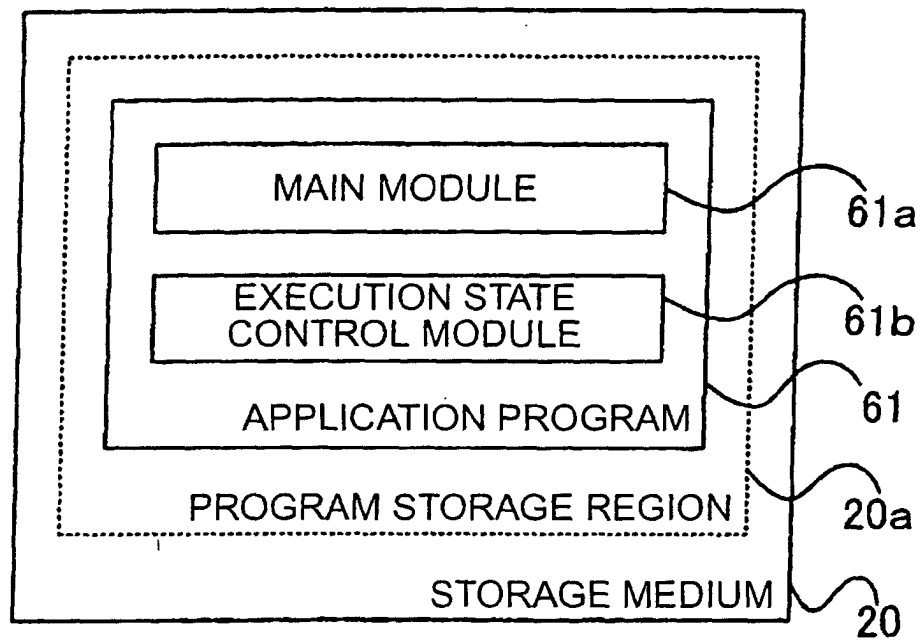 MAIN MODULE
61a
EXECUTION STATE
CONTROL MODULE
61b
61
APPLICATION PROGRAM
PROGRAM STORAGE REGION
20a
STORAGE MEDIUM
20